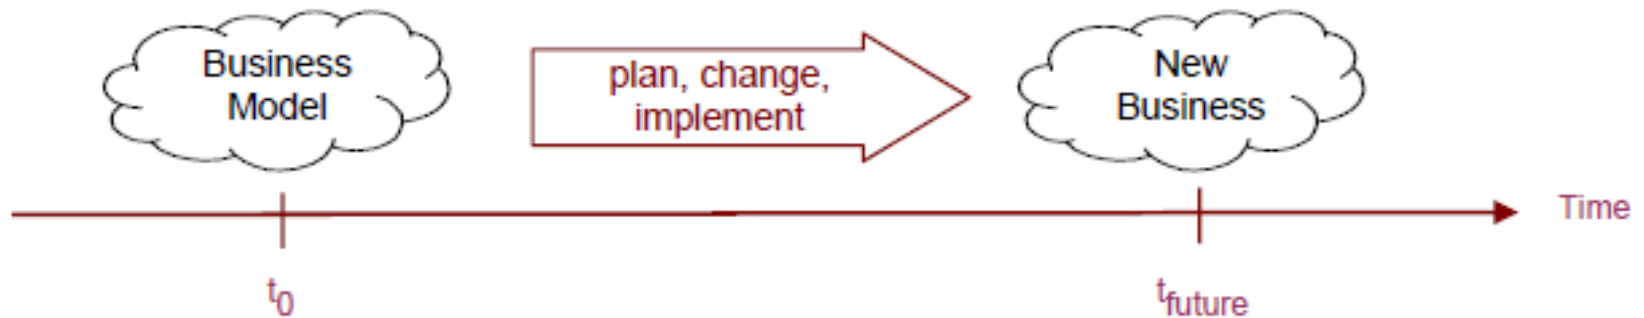 Business
Model
plan, change,
implement
New
Business
Time
t0
tfuture